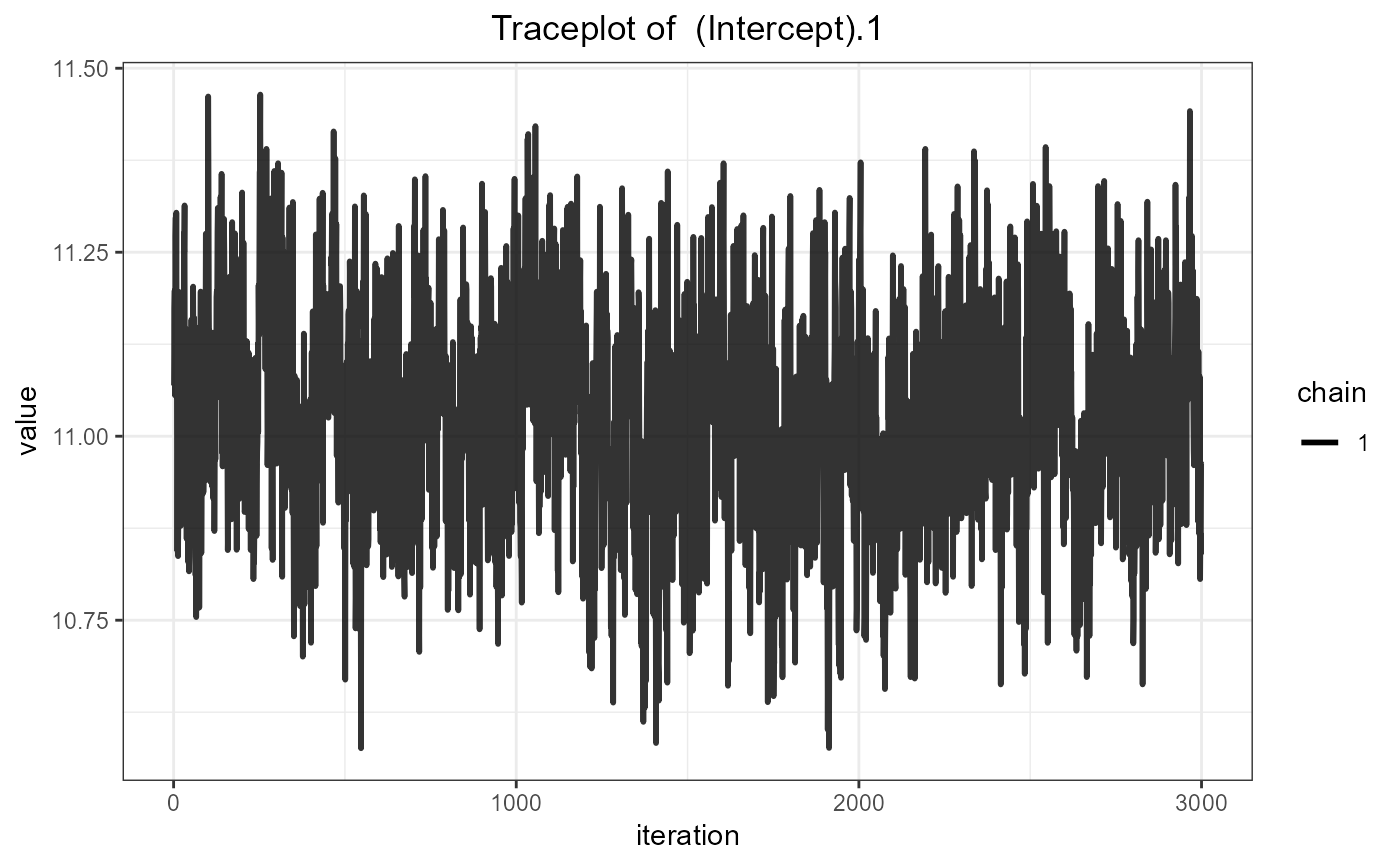 Traceplot of  (Intercept).1
11.50
11.25
11.00
10.75
value
0 1000 2000 3000
iteration
chain
1